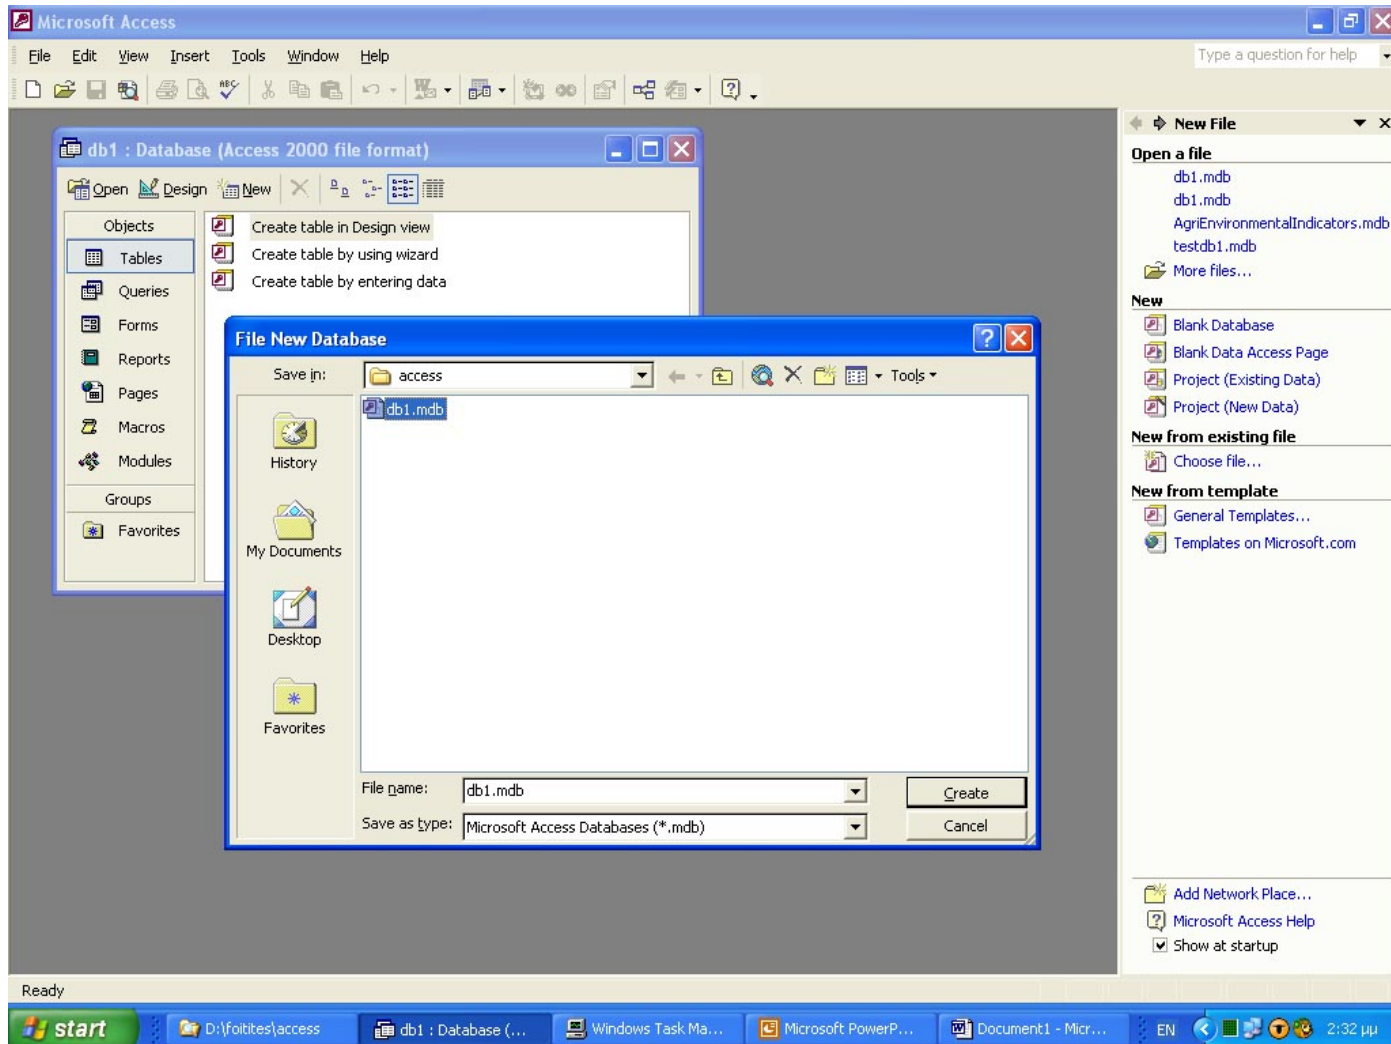 Microsoft Access
File Edit View Insert Tools Window Help
Type a question for help
db1 : Database (Access 2000 file format)
Open Design New
Objects
Tables
Queries
Forms
Reports
Pages
Macros
Modules
Groups
Favorites
Create table in Design view
Create table by using wizard
Create table by entering data
File New Database
Save in: access
Tools
db1.mdb
History
My Documents
Desktop
Favorites
File name: db1.mdb
Create
Save as type: Microsoft Access Databases (*.mdb)
Cancel
New File
Open a file
db1.mdb
db1.mdb
AgriEnvironmentalIndicators.mdb
testdb1.mdb
More files...
New
Blank Database
Blank Data Access Page
Project (Existing Data)
Project (New Data)
New from existing file
Choose file...
New from template
General Templates...
Templates on Microsoft.com
Add Network Place...
Microsoft Access Help
Show at startup
Ready
start
D:\foitites\access
db1 : Database (...
Windows Task Ma...
Microsoft PowerP...
Document1 - Micr...
EN
2:32 μμ